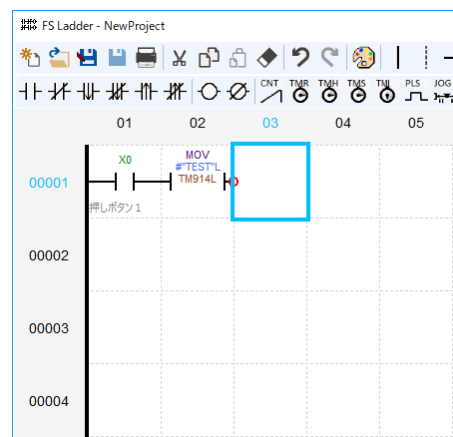 FS Ladder - NewProject
CNT TMR TMH TMS TMI PLS JOG
01 02 03 04 05
X0 MOV
#"TEST"L
00001 TM914L
押しボタン1
00002
00003
00004